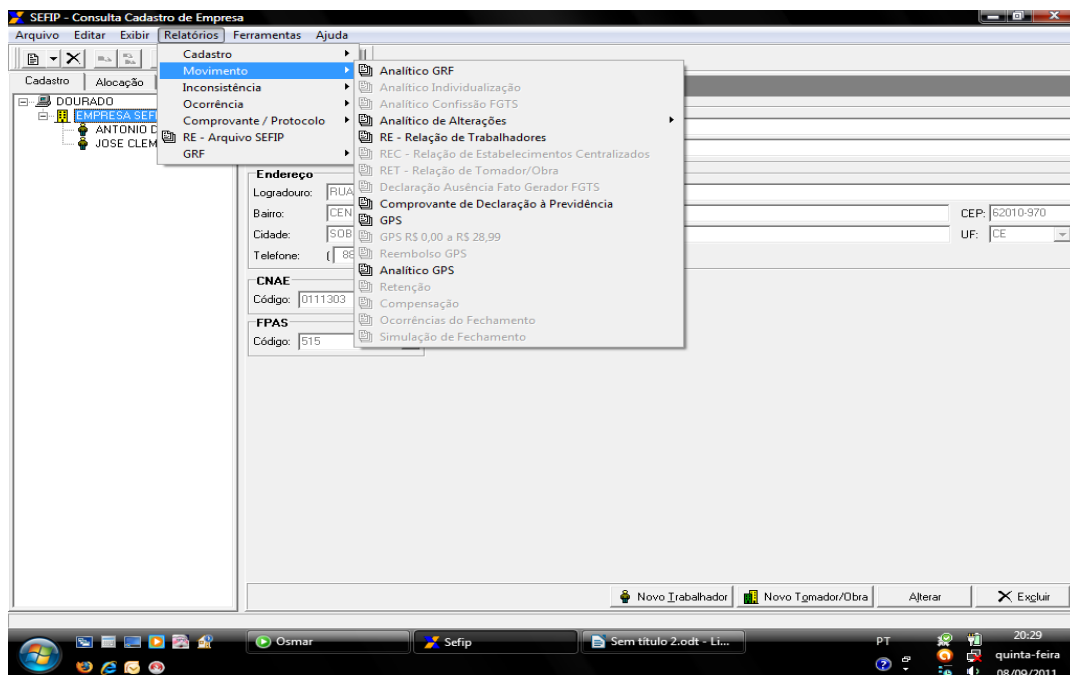 SEFIP - Consulta Cadastro de Empresa
Arquivo Editar Exibir Relatórios Ferramentas Ajuda
Cadastro
Movimento
Inconsistência
Ocorrência
Comprovante / Protocolo
RE - Arquivo SEFIP
GRF
Analítico GRF
Analítico Individualização
Analítico Confissão FGTS
Analítico de Alterações
RE - Relação de Trabalhadores
REC - Relação de Estabelecimentos Centralizados
RET - Relação de Tomador/Obra
Declaração Ausência Fato Gerador FGTS
Comprovante de Declaração à Previdência
GPS
GPS R$ 0,00 a R$ 28,99
Reembolso GPS
Analítico GPS
Retenção
Compensação
Ocorrências do Fechamento
Simulação de Fechamento
Cadastro Alocação
DOURADO
EMPRESA SEFI
ANTONIO D
JOSE CLEM
Endereço
Logradouro: RUA
Bairro: CEN CEP: 62010-970
Cidade: SOB UF: CE
Telefone: ( 88
CNAE
Código: 0111303
FPAS
Código: 515
Novo Trabalhador Novo Tomador/Obra Alterar Excluir
Osmar Sefip Sem título 2.odt - Li... PT 20:29
quinta-feira
08/09/2011